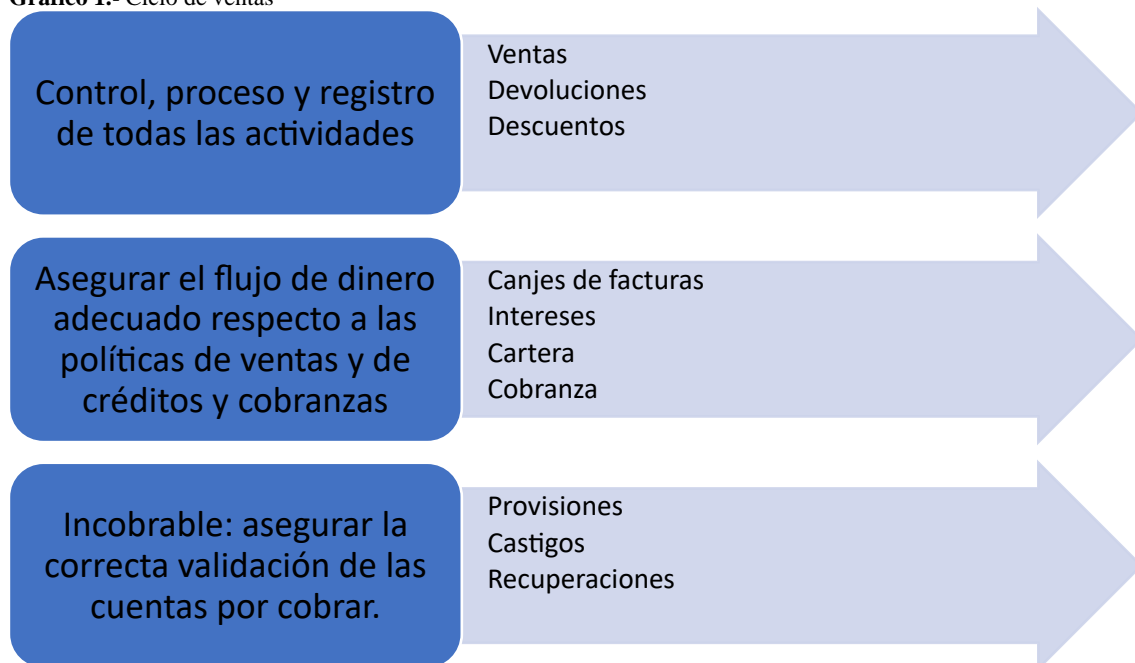 Gráfico 1.- Ciclo de ventas
Control, proceso y registro
de todas las actividades
Ventas
Devoluciones
Descuentos
Asegurar el flujo de dinero
adecuado respecto a las
políticas de ventas y de
créditos y cobranzas
Canjes de facturas
Intereses
Cartera
Cobranza
Incobrable: asegurar la
correcta validación de las
cuentas por cobrar.
Provisiones
Castigos
Recuperaciones